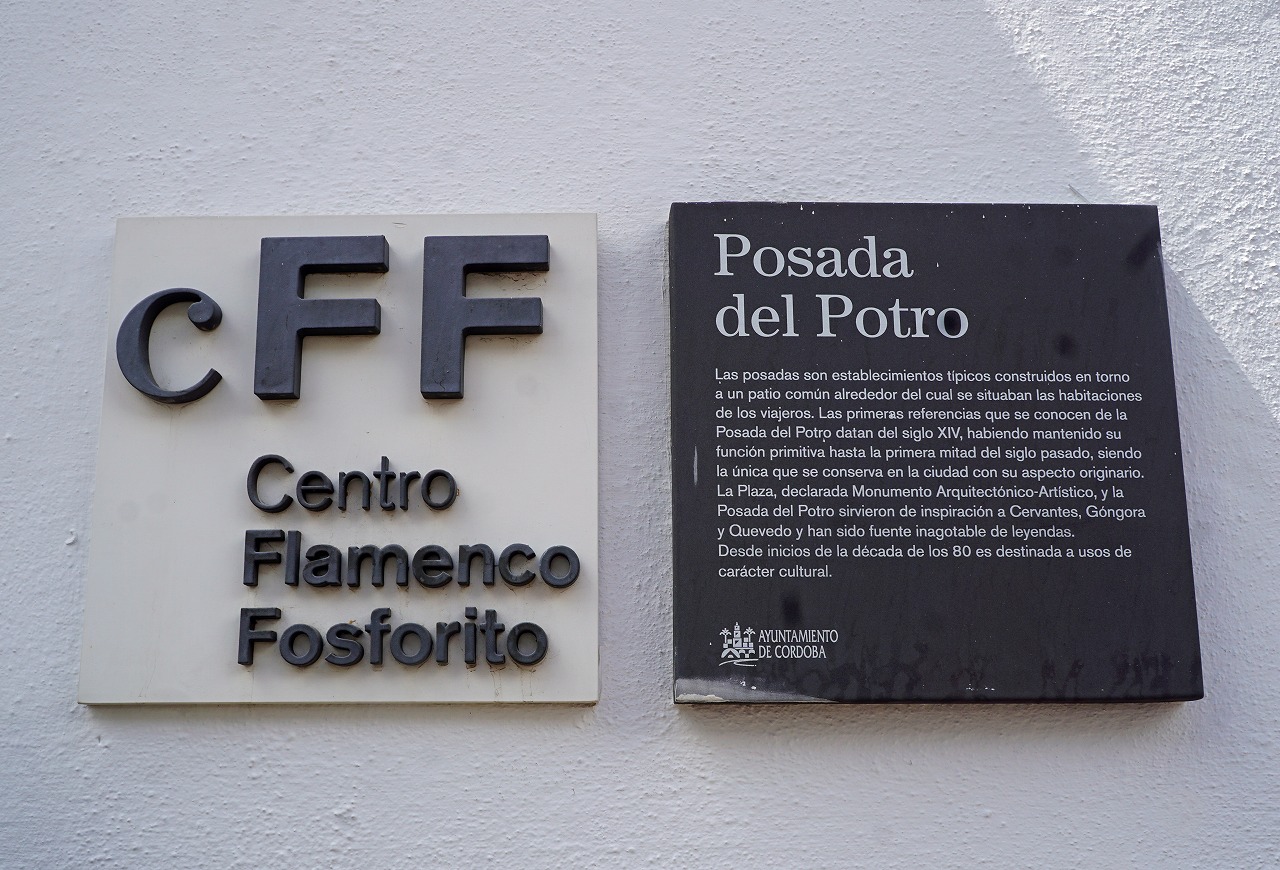 cFF
Centro
Flamenco
Fosforito
Posada
del Potro
Las posadas son establecimientos típicos construidos en torno
a un patio común alrededor del cual se situaban las habitaciones
de los viajeros. Las primeras referencias que se conocen de la
Posada del Potro datan del siglo XIV, habiendo mantenido su
función primitiva hasta la primera mitad del siglo pasado, siendo
la única que se conserva en la ciudad con su aspecto originario.
La Plaza, declarada Monumento Arquitectónico-Artístico, y la
Posada del Potro sirvieron de inspiración a Cervantes, Góngora
y Quevedo y han sido fuente inagotable de leyendas.
Desde inicios de la década de los 80 es destinada a usos de
carácter cultural.
AYUNTAMIENTO
DE CORDOBA